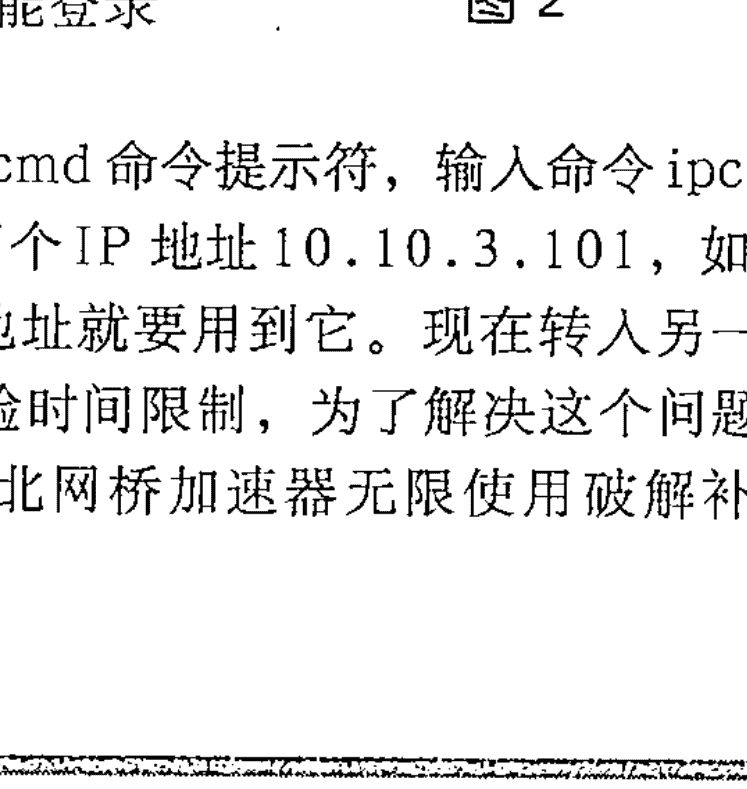 能登录 图 2
cmd 命令提示符，输入命令 ipc
个 IP 地址 10.10.3.101，如
地址就要用到它。现在转入另一
验时间限制，为了解决这个问题
北网桥加速器无限使用破解补